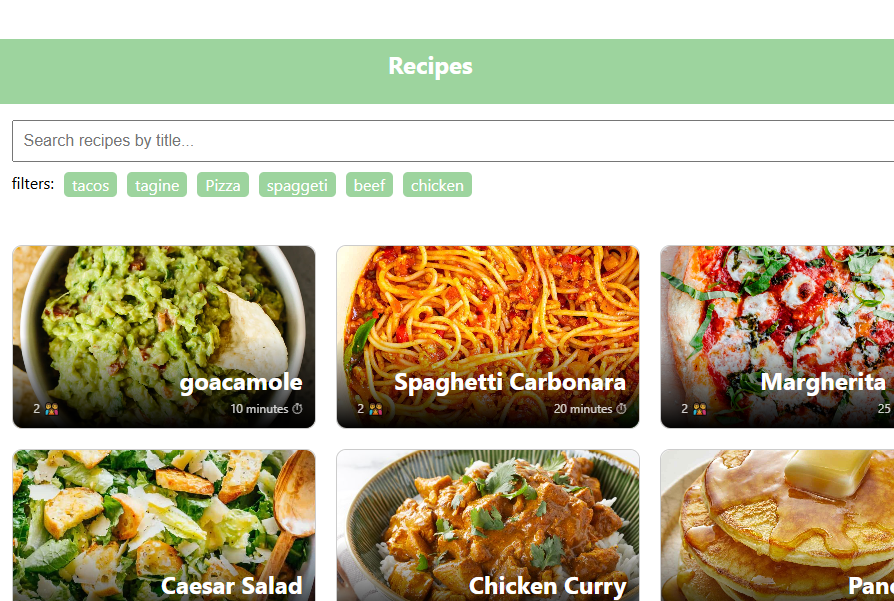 Recipes
Search recipes by title...
filters: tacos tagine Pizza spaggeti beef chicken
goacamole
2 10 minutes
Spaghetti Carbonara
2 20 minutes
Margherita
2 25
Caesar Salad
Chicken Curry